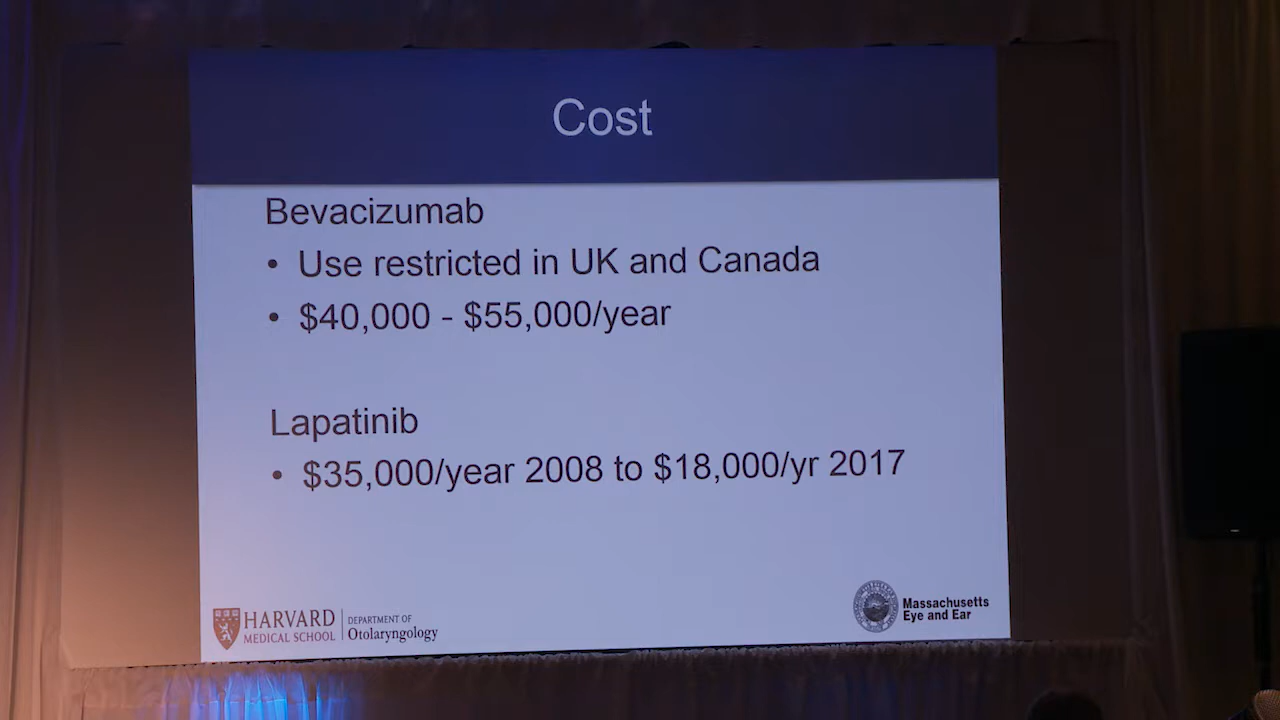 Cost
Bevacizumab
• Use restricted in UK and Canada
• $40,000 - $55,000/year
Lapatinib
• $35,000/year 2008 to $18,000/yr 2017
HARVARD
MEDICAL SCHOOL
DEPARTMENT OF
Otolaryngology
Massachusetts
Eye and Ear